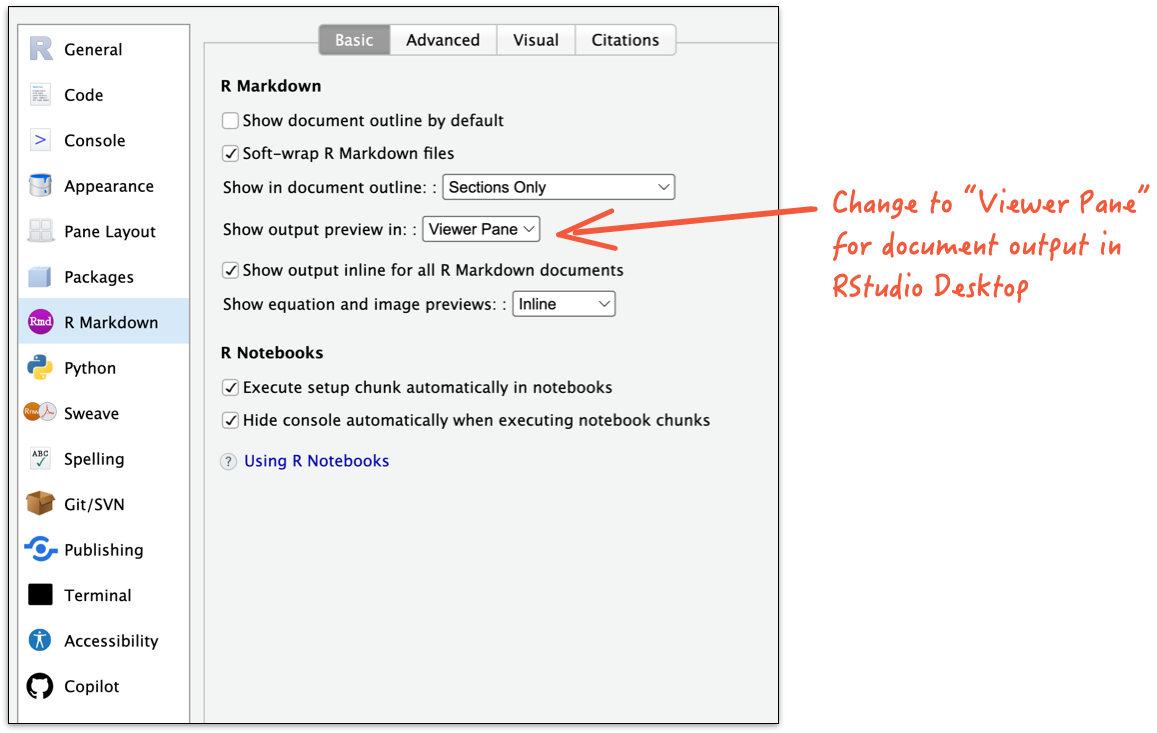 General
Code
Console
Appearance
Pane Layout
Packages
Rmd R Markdown
Python
Rnw Sweave
ABC Spelling
Git/SVN
Publishing
Terminal
Accessibility
Copilot
Basic Advanced Visual Citations
R Markdown
Show document outline by default
Soft-wrap R Markdown files
Show in document outline: : Sections Only
Show output preview in: : Viewer Pane
Show output inline for all R Markdown documents
Show equation and image previews: : Inline
R Notebooks
Execute setup chunk automatically in notebooks
Hide console automatically when executing notebook chunks
? Using R Notebooks
Change to “Viewer Pane”
for document output in
RStudio Desktop